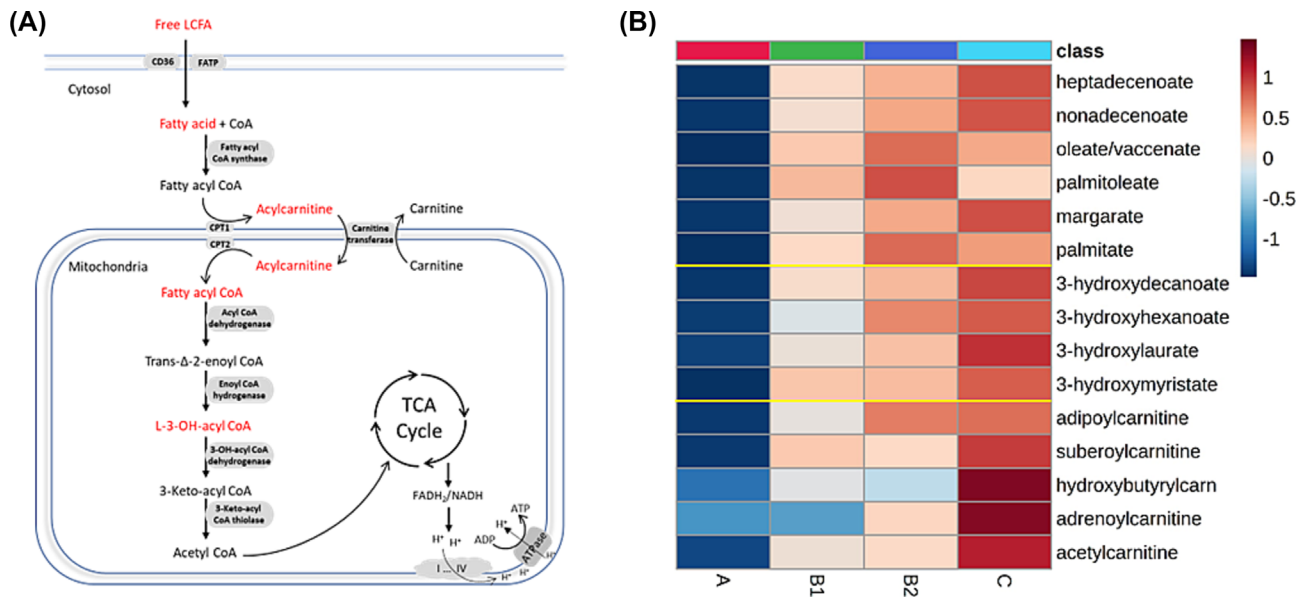 (A)
Free LCFA
CD36
FATP
Cytosol
Fatty acid + CoA
Fatty acyl
CoA synthase
Fatty acyl CoA
Acylcarnitine
Carnitine
CPT1
Carnitine
transferase
CPT2
Mitochondria
Acylcarnitine
Carnitine
Fatty acyl CoA
Acyl CoA
dehydrogenase
Trans-Δ-2-enoyl CoA
Enoyl CoA
hydrogenase
L-3-OH-acyl CoA
3-OH-acyl CoA
dehydrogenase
3-Keto-acyl CoA
3-Keto-acyl
CoA thiolase
Acetyl CoA
TCA
Cycle
FADH₂/NADH
ATP
H⁺
ADP
ATPase
H⁺
H⁺ H⁺
I ... IV
H⁺ H⁺
(B)
class
heptadecenoate
nonadecenoate
oleate/vaccenate
palmitoleate
margarate
palmitate
3-hydroxydecanoate
3-hydroxyhexanoate
3-hydroxylaurate
3-hydroxymyristate
adipoylcarnitine
suberoylcarnitine
hydroxybutyrylcarn
adrenoylcarnitine
acetylcarnitine
A
B1
B2
C
1
0.5
0
-0.5
-1